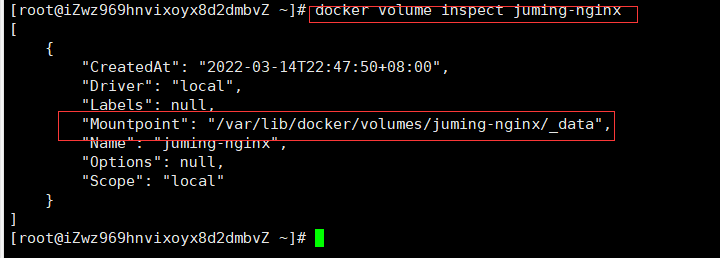 [root@iZwz969hnvixoyx8d2dmbvZ ~]# docker volume inspect juming-nginx
[
    {
        "CreatedAt": "2022-03-14T22:47:50+08:00",
        "Driver": "local",
        "Labels": null,
        "Mountpoint": "/var/lib/docker/volumes/juming-nginx/_data",
        "Name": "juming-nginx",
        "Options": null,
        "Scope": "local"
    }
]
[root@iZwz969hnvixoyx8d2dmbvZ ~]#